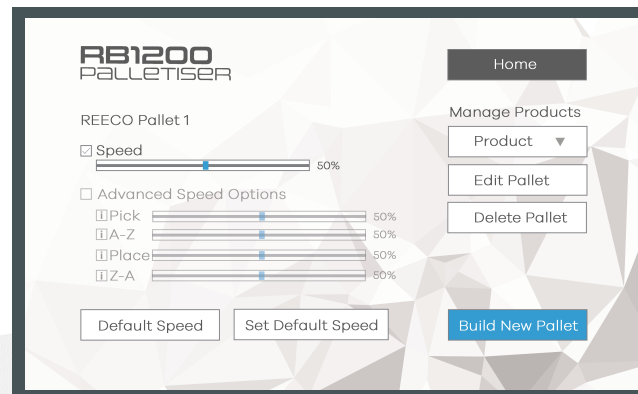 RB1200
PALLETISER
Home
REECO Pallet 1
Manage Products
Speed
Product
50%
Edit Pallet
Advanced Speed Options
Delete Pallet
i Pick 50%
i A-Z 50%
i Place 50%
i Z-A 50%
Default Speed
Set Default Speed
Build New Pallet